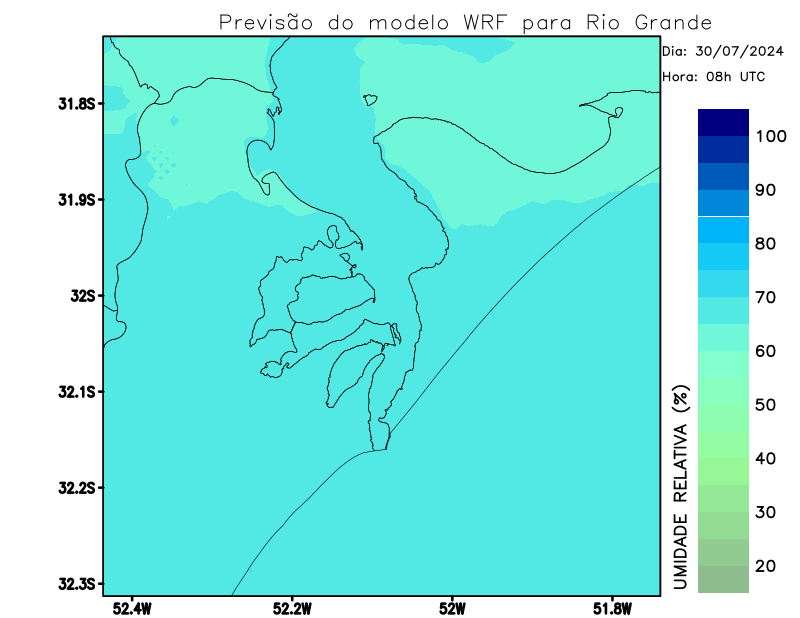 Previsão do modelo WRF para Rio Grande
Dia: 30/07/2024
Hora: 08h UTC
31.8S
31.9S
32S
32.1S
32.2S
32.3S
52.4W
52.2W
52W
51.8W
UMIDADE RELATIVA (%)
100
90
80
70
60
50
40
30
20